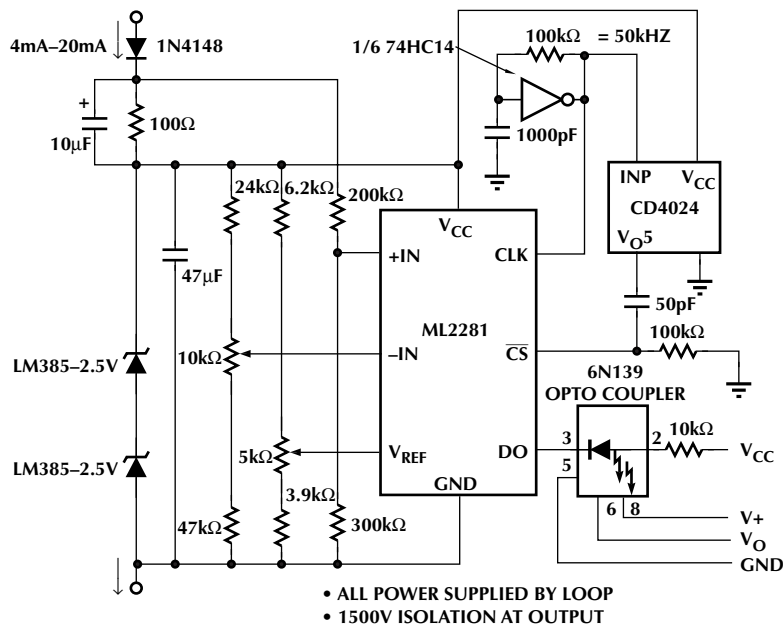 4mA–20mA
1N4148
1/6 74HC14
100kΩ = 50kHZ
+
10μF
100Ω
1000pF
24kΩ
6.2kΩ
200kΩ
INP
VCC
CD4024
VO5
VCC
+IN
CLK
47μF
50pF
ML2281
LM385–2.5V
10kΩ
–IN
CS
100kΩ
6N139
OPTO COUPLER
10kΩ
LM385–2.5V
5kΩ
VREF
DO
3
2
VCC
5
GND
3.9kΩ
47kΩ
300kΩ
6
8
V+
VO
GND
• ALL POWER SUPPLIED BY LOOP
• 1500V ISOLATION AT OUTPUT